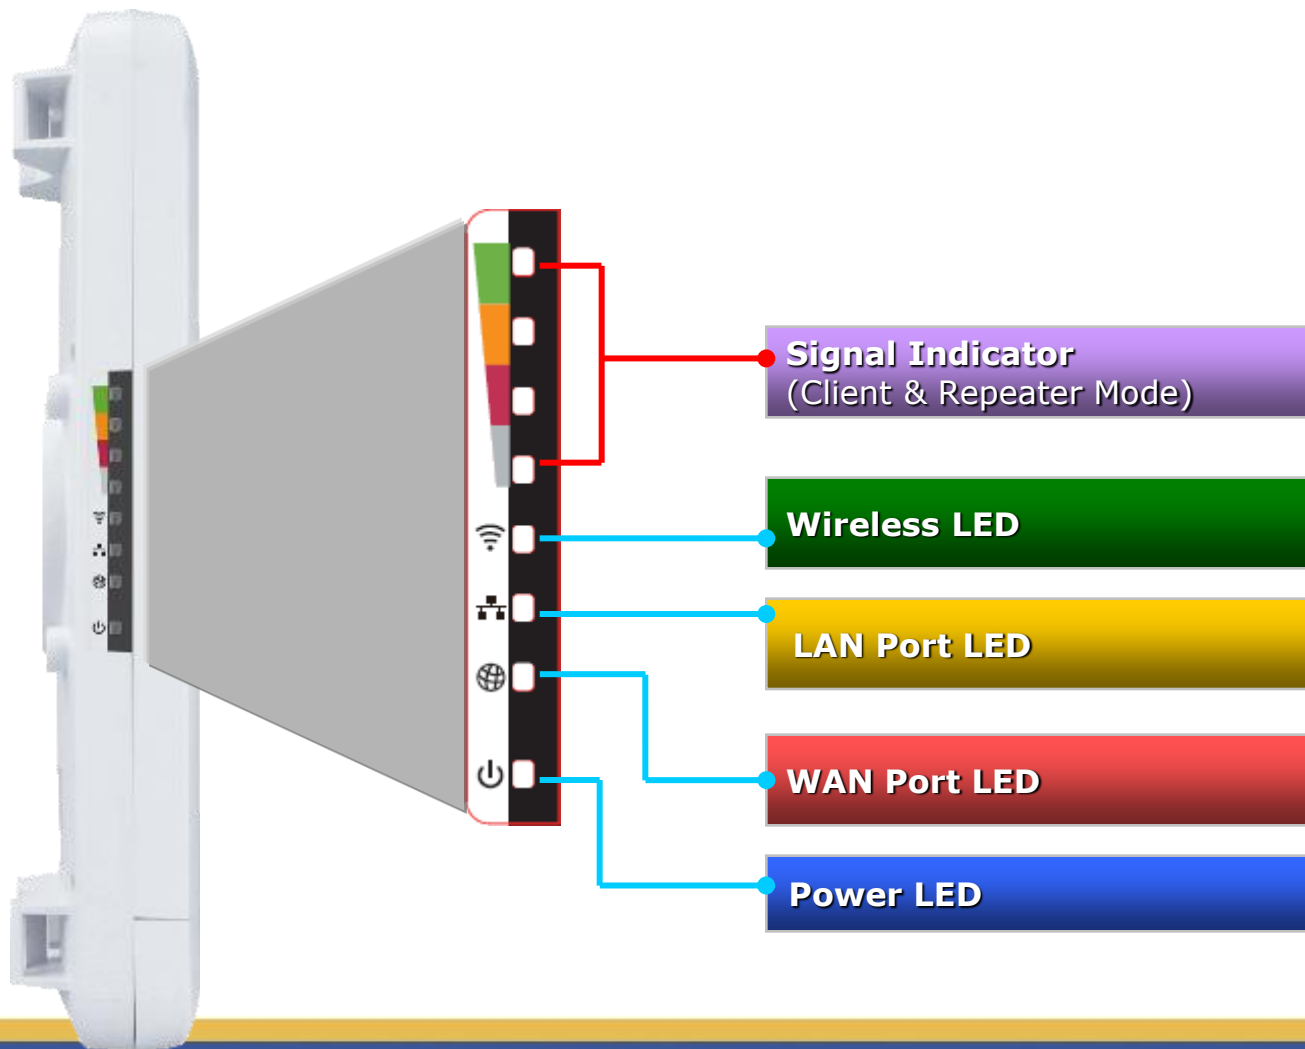 Signal Indicator
(Client & Repeater Mode)
Wireless LED
LAN Port LED
WAN Port LED
Power LED